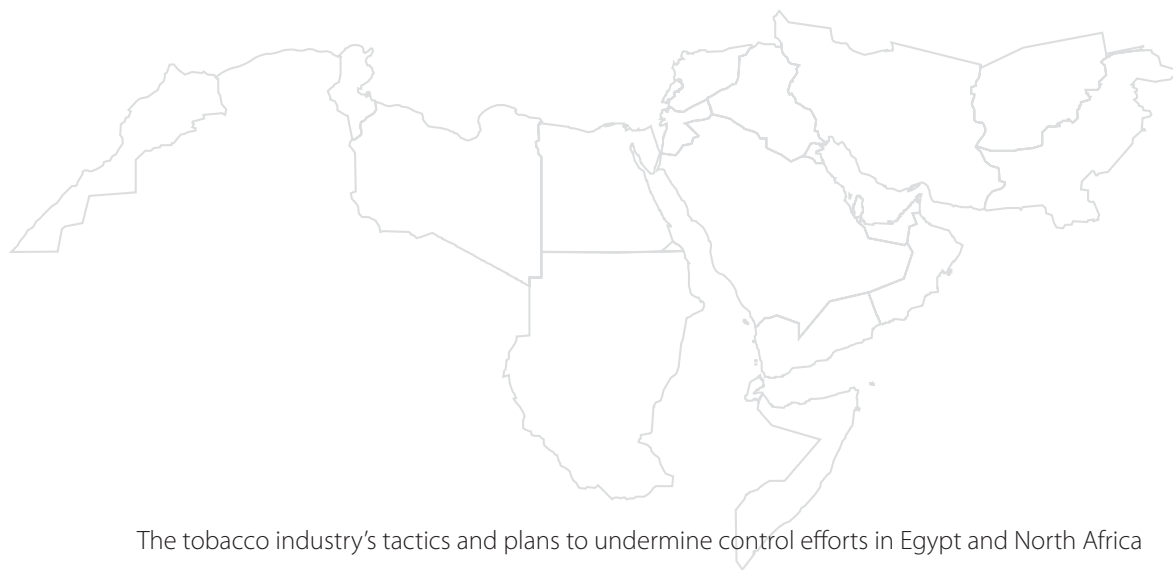 The tobacco industry's tactics and plans to undermine control efforts in Egypt and North Africa